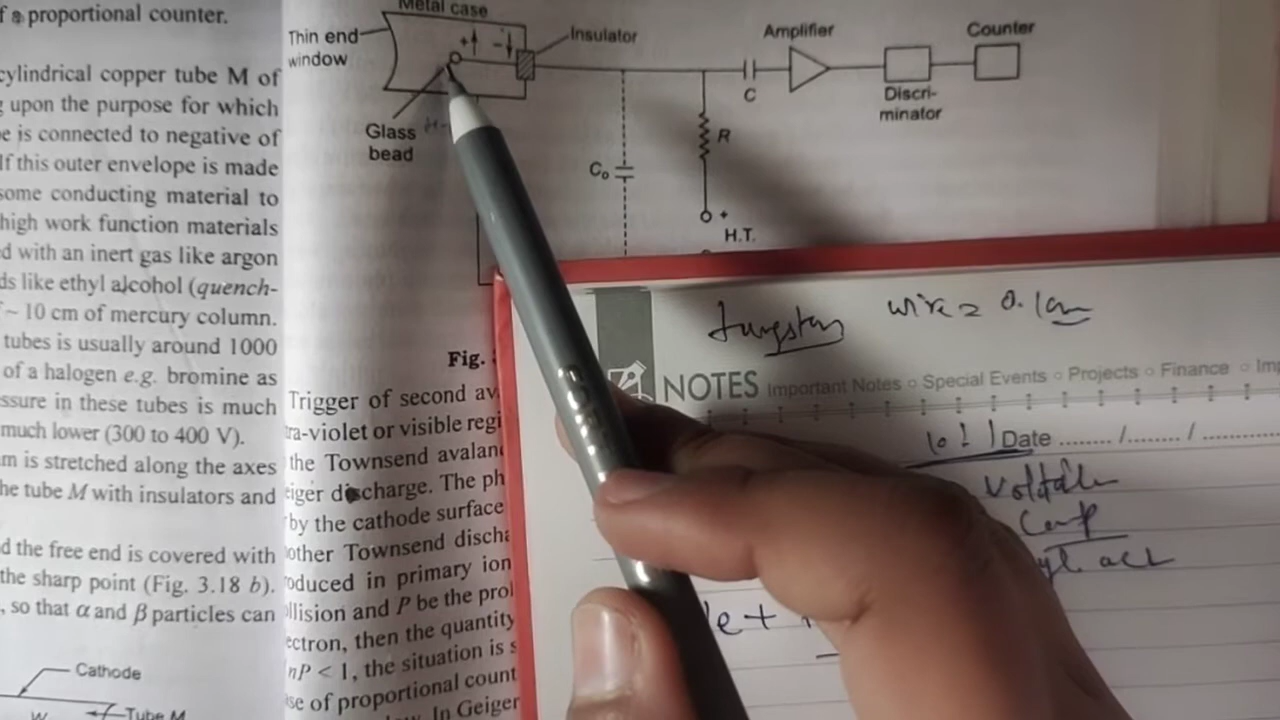 f a proportional counter.
cylindrical copper tube M of
g upon the purpose for which
e is connected to negative of
If this outer envelope is made
some conducting material to
high work function materials
d with an inert gas like argon
ds like ethyl alcohol (quench-
~ 10 cm of mercury column.
tubes is usually around 1000
of a halogen e.g. bromine as
ssure in these tubes is much
much lower (300 to 400 V).
m is stretched along the axes
he tube M with insulators and
d the free end is covered with
the sharp point (Fig. 3.18 b).
, so that α and β particles can
Cathode
Tube M
W
Metal case
Thin end
window
+
−
Insulator
Glass
bead
Amplifier
Counter
C
Discri-
minator
R
C₀
+
H.T.
Fig.
Trigger of second av
ra-violet or visible regi
the Townsend avalan
eiger discharge. The ph
by the cathode surface
other Townsend discha
oduced in primary ion
llision and P be the pro
ectron, then the quantity
nP < 1, the situation is s
se of proportional count
In Geiger
tungsten wire = 0.1cm
NOTES Important Notes ○ Special Events ○ Projects ○ Finance ○ Imp
10:1 Date ........ /........ / ............
Voltage
Comp
e +